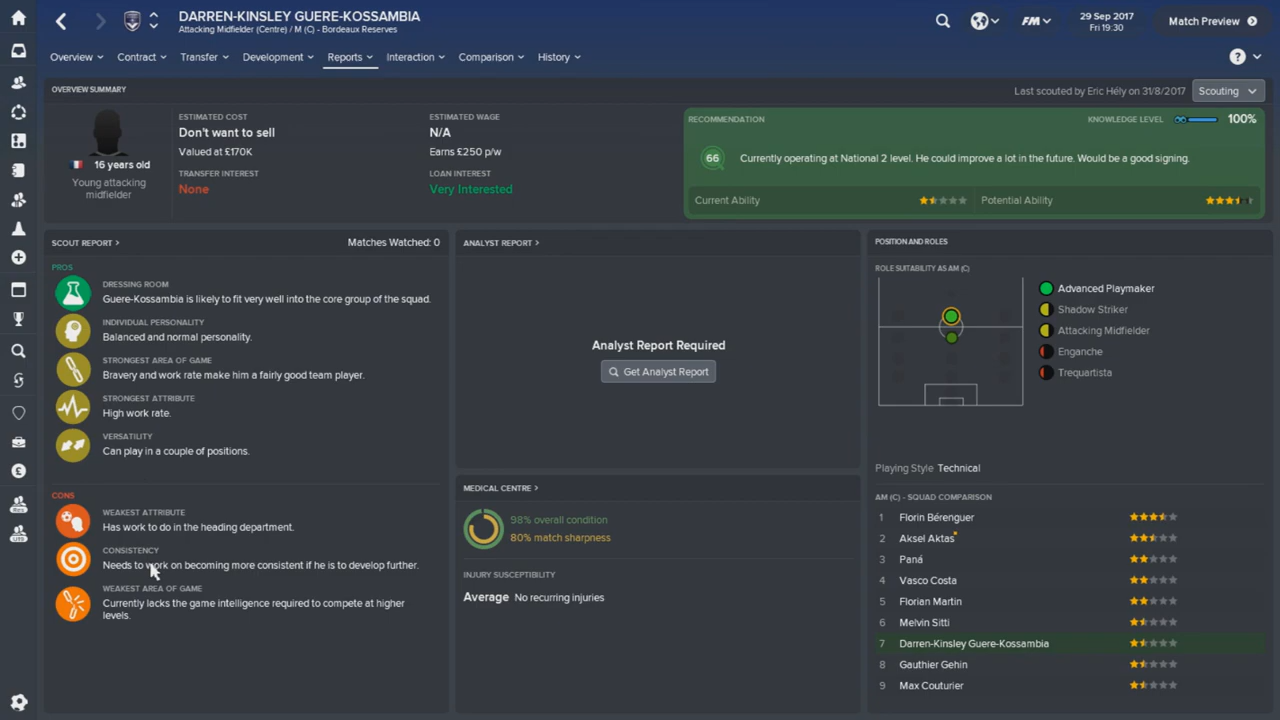 DARREN-KINSLEY GUERE-KOSSAMBIA
Attacking Midfielder (Centre) / M (C) - Bordeaux Reserves
FM
29 Sep 2017
Fri 19:30
Match Preview
Overview
Contract
Transfer
Development
Reports
Interaction
Comparison
History
?
OVERVIEW SUMMARY
Last scouted by Eric Hély on 31/8/2017
Scouting
16 years old
Young attacking
midfielder
ESTIMATED COST
Don't want to sell
Valued at £170K
TRANSFER INTEREST
None
ESTIMATED WAGE
N/A
Earns £250 p/w
LOAN INTEREST
Very Interested
RECOMMENDATION
KNOWLEDGE LEVEL
100%
66
Currently operating at National 2 level. He could improve a lot in the future. Would be a good signing.
Current Ability
Potential Ability
SCOUT REPORT >
Matches Watched: 0
PROS
DRESSING ROOM
Guere-Kossambia is likely to fit very well into the core group of the squad.
INDIVIDUAL PERSONALITY
Balanced and normal personality.
STRONGEST AREA OF GAME
Bravery and work rate make him a fairly good team player.
STRONGEST ATTRIBUTE
High work rate.
VERSATILITY
Can play in a couple of positions.
CONS
WEAKEST ATTRIBUTE
Has work to do in the heading department.
CONSISTENCY
Needs to work on becoming more consistent if he is to develop further.
WEAKEST AREA OF GAME
Currently lacks the game intelligence required to compete at higher
levels.
ANALYST REPORT >
Analyst Report Required
Get Analyst Report
MEDICAL CENTRE >
98% overall condition
80% match sharpness
INJURY SUSCEPTIBILITY
Average No recurring injuries
POSITION AND ROLES
ROLE SUITABILITY AS AM (C)
Advanced Playmaker
Shadow Striker
Attacking Midfielder
Enganche
Trequartista
Playing Style Technical
AM (C) - SQUAD COMPARISON
1 Florin Bérenguer
2 Aksel Aktas
3 Paná
4 Vasco Costa
5 Florian Martin
6 Melvin Sitti
7 Darren-Kinsley Guere-Kossambia
8 Gauthier Gehin
9 Max Couturier